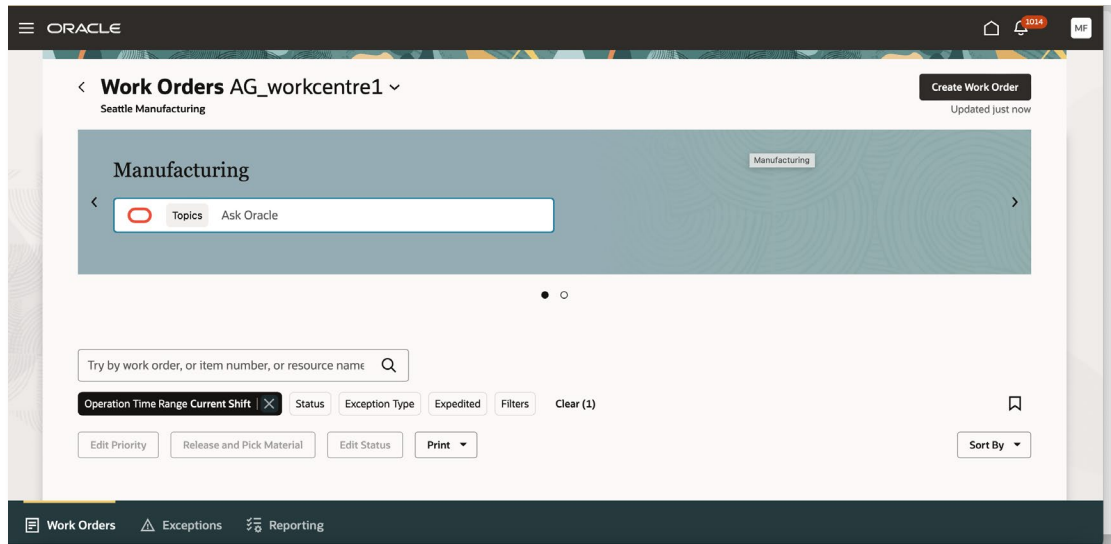 ORACLE
1014
MF
Work Orders AG_workcentre1
Create Work Order
Seattle Manufacturing
Updated just now
Manufacturing
Manufacturing
Topics Ask Oracle
Try by work order, or item number, or resource name
Operation Time Range Current Shift Status Exception Type Expedited Filters Clear (1)
Edit Priority Release and Pick Material Edit Status Print Sort By
Work Orders Exceptions Reporting